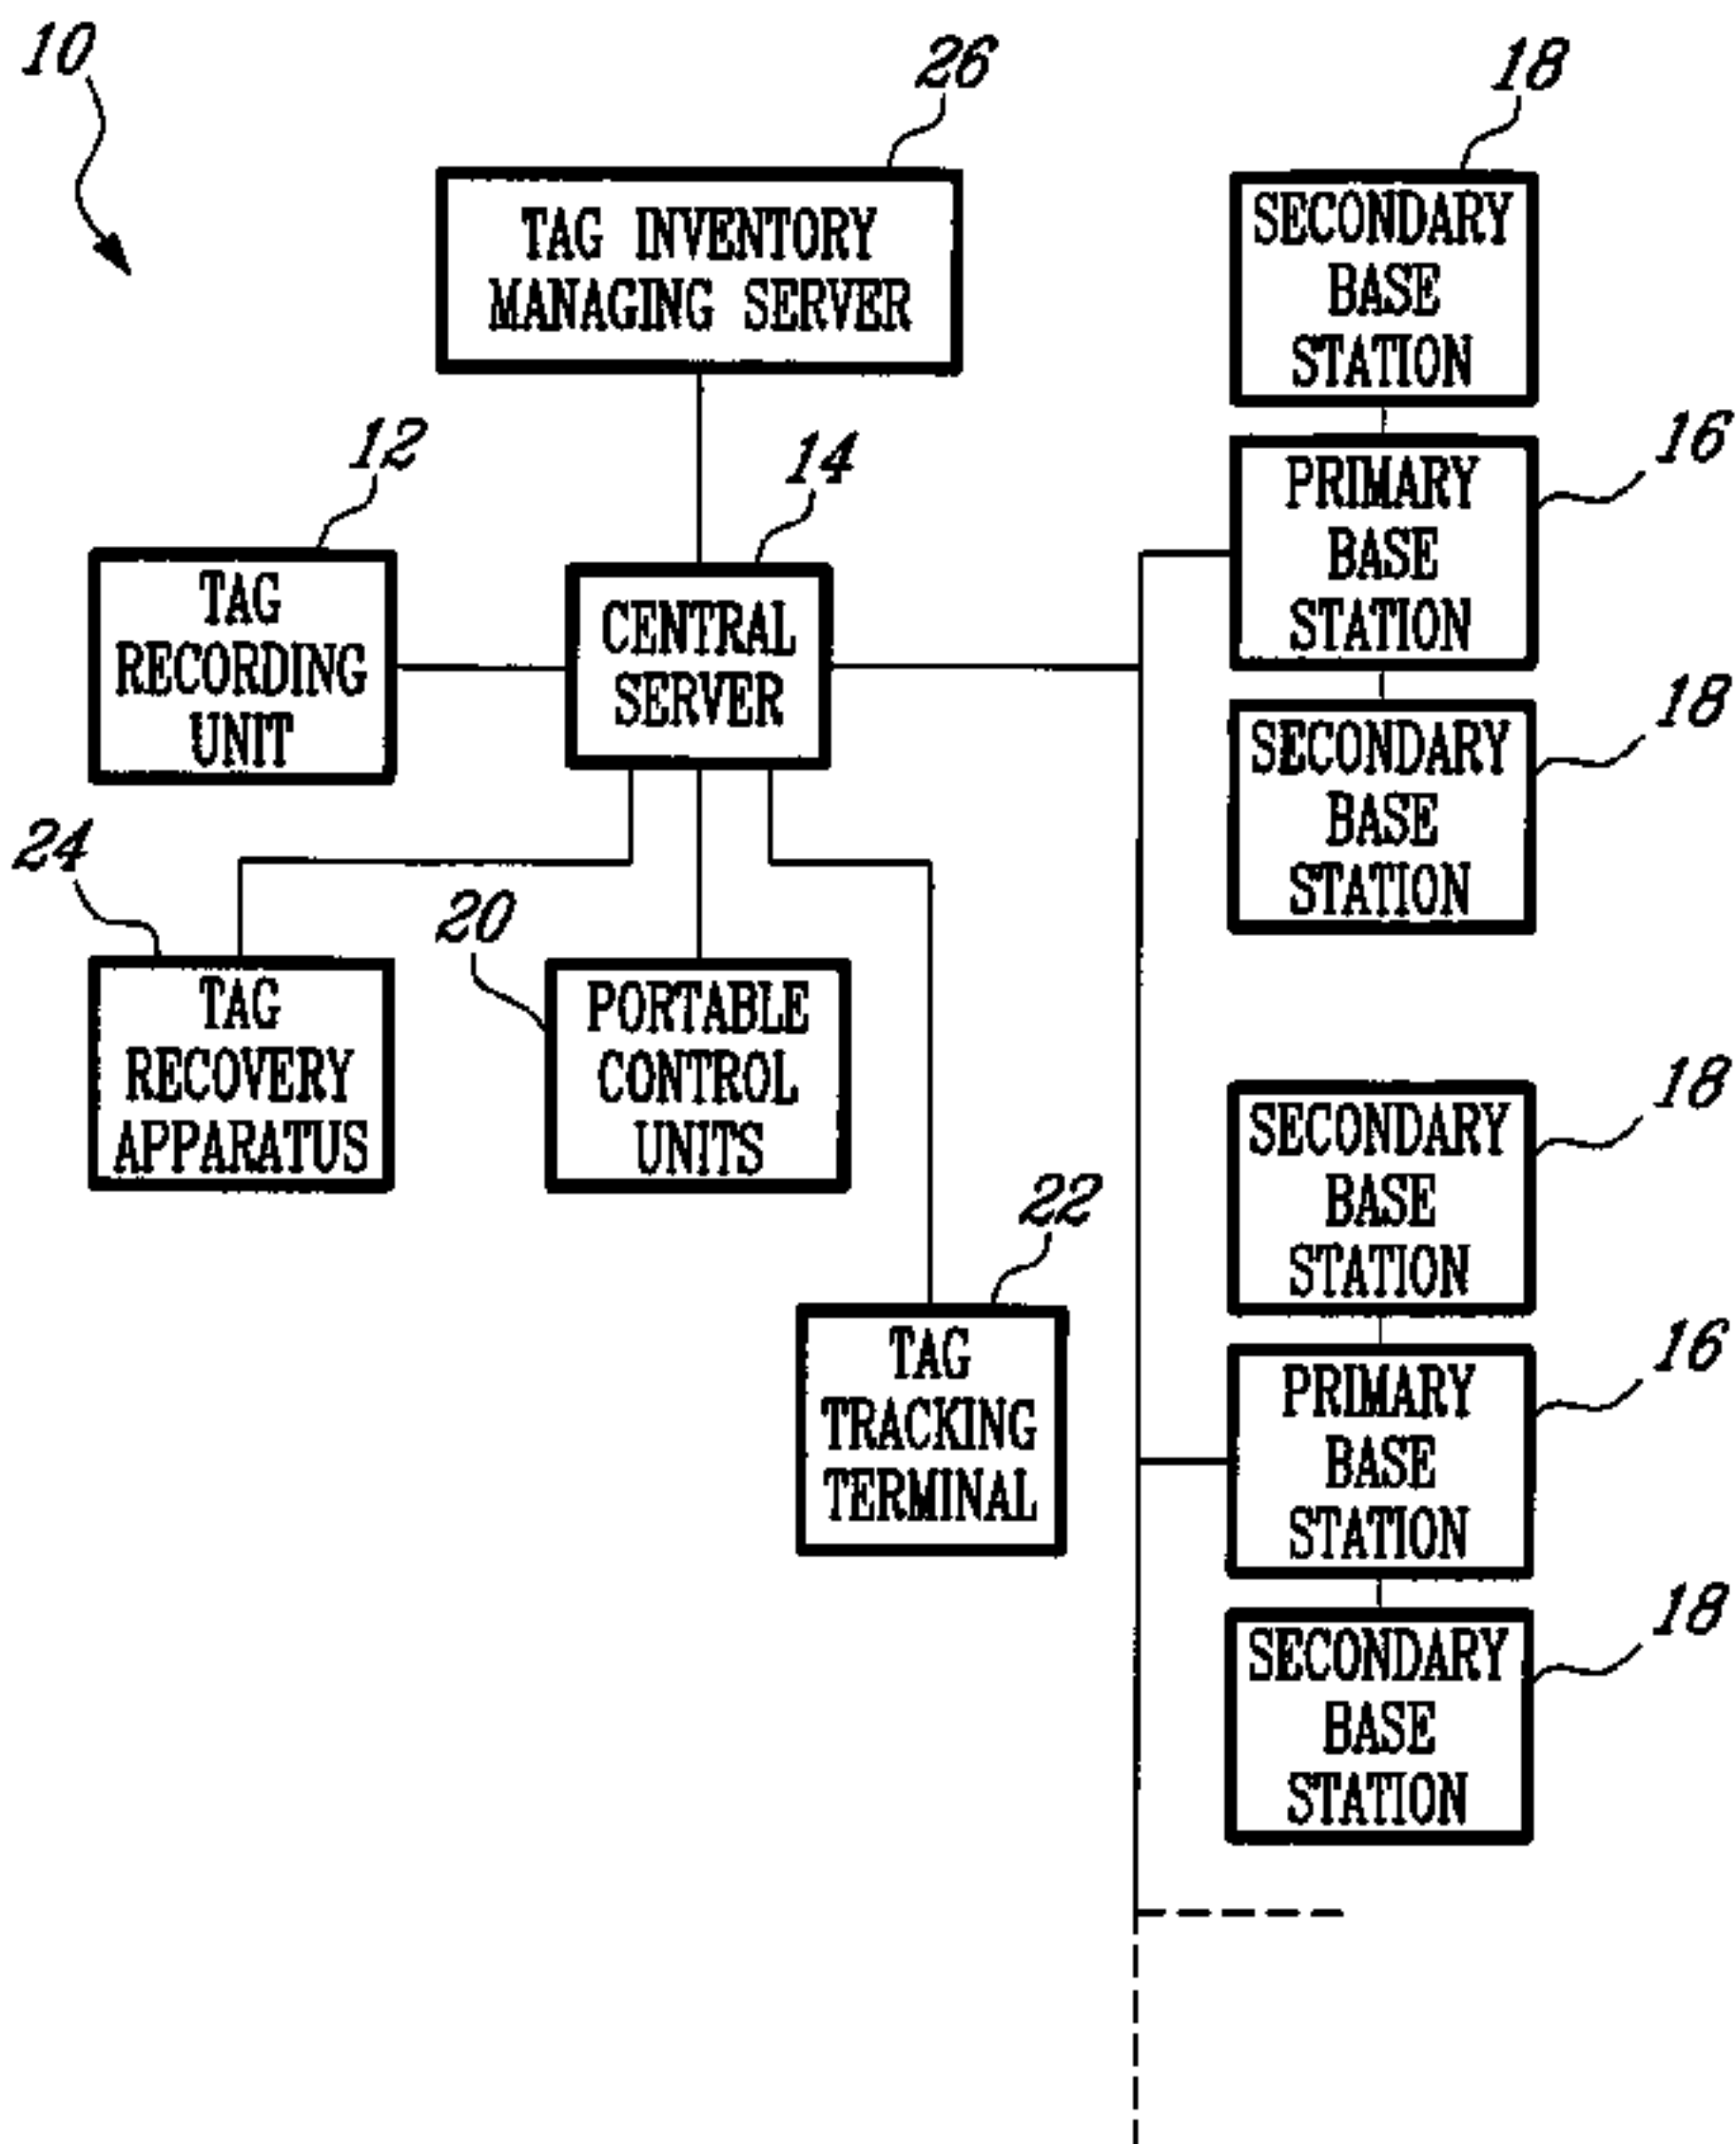 10
26
TAG INVENTORY
MANAGING SERVER
12
TAG
RECORDING
UNIT
14
CENTRAL
SERVER
24
TAG
RECOVERY
APPARATUS
20
PORTABLE
CONTROL
UNITS
22
TAG
TRACKING
TERMINAL
18
SECONDARY
BASE
STATION
16
PRIMARY
BASE
STATION
18
SECONDARY
BASE
STATION
18
SECONDARY
BASE
STATION
16
PRIMARY
BASE
STATION
18
SECONDARY
BASE
STATION